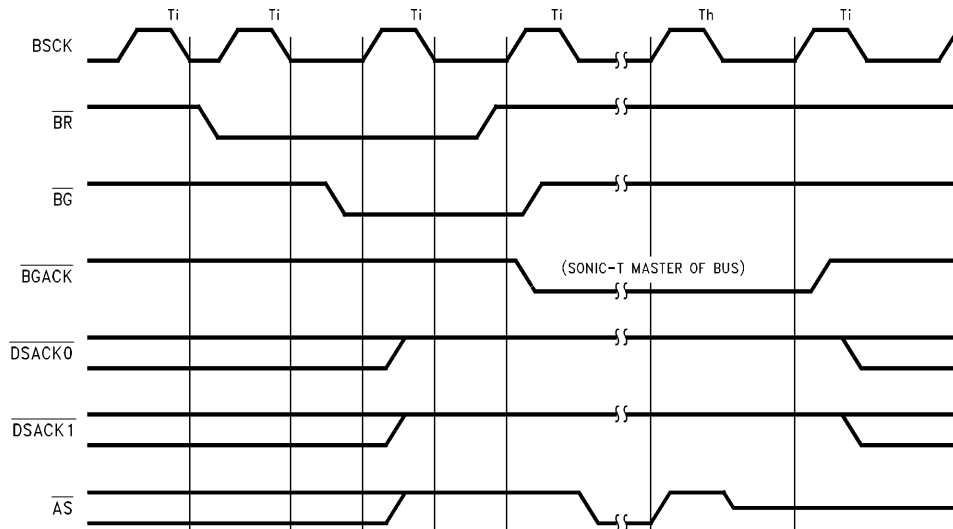 Ti Ti Ti Ti Th Ti
BSCK
BR
BG
BGACK
(SONIC-T MASTER OF BUS)
DSACK0
DSACK1
AS